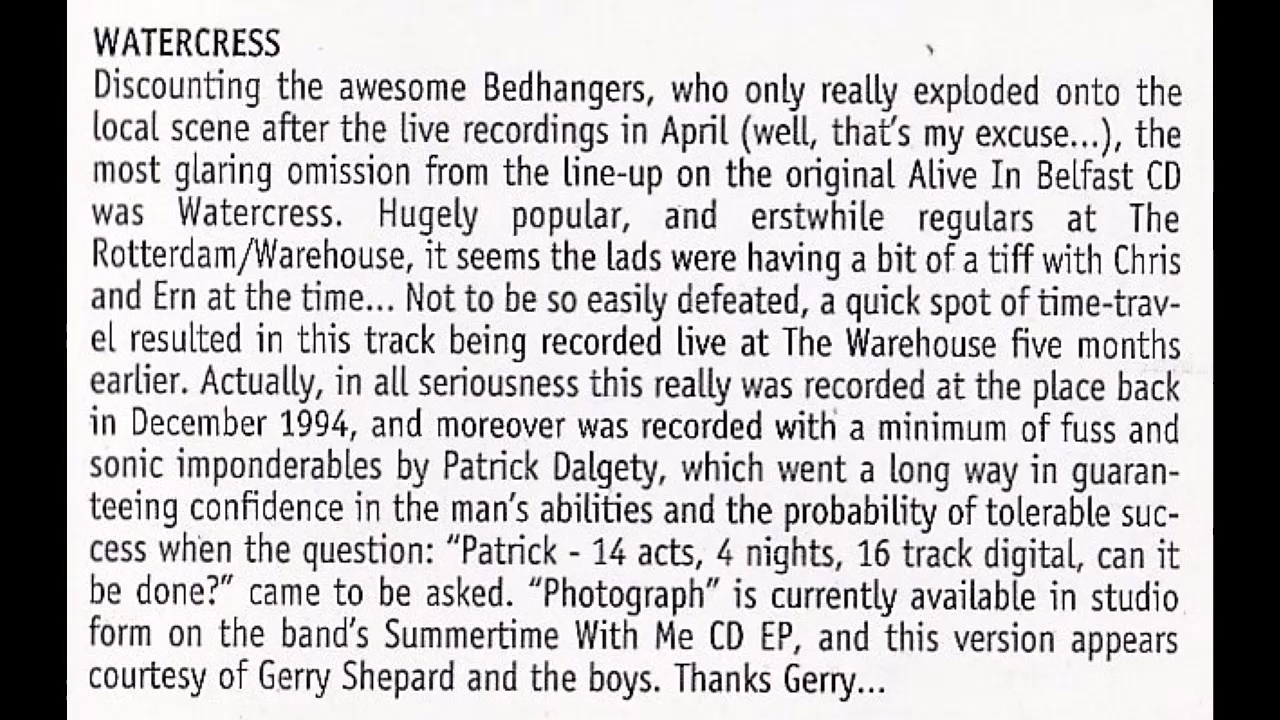 WATERCRESS
Discounting the awesome Bedhangers, who only really exploded onto the
local scene after the live recordings in April (well, that's my excuse...), the
most glaring omission from the line-up on the original Alive In Belfast CD
was Watercress. Hugely popular, and erstwhile regulars at The
Rotterdam/Warehouse, it seems the lads were having a bit of a tiff with Chris
and Ern at the time... Not to be so easily defeated, a quick spot of time-trav-
el resulted in this track being recorded live at The Warehouse five months
earlier. Actually, in all seriousness this really was recorded at the place back
in December 1994, and moreover was recorded with a minimum of fuss and
sonic imponderables by Patrick Dalgety, which went a long way in guaran-
teeing confidence in the man's abilities and the probability of tolerable suc-
cess when the question: “Patrick - 14 acts, 4 nights, 16 track digital, can it
be done?” came to be asked. “Photograph” is currently available in studio
form on the band's Summertime With Me CD EP, and this version appears
courtesy of Gerry Shepard and the boys. Thanks Gerry...